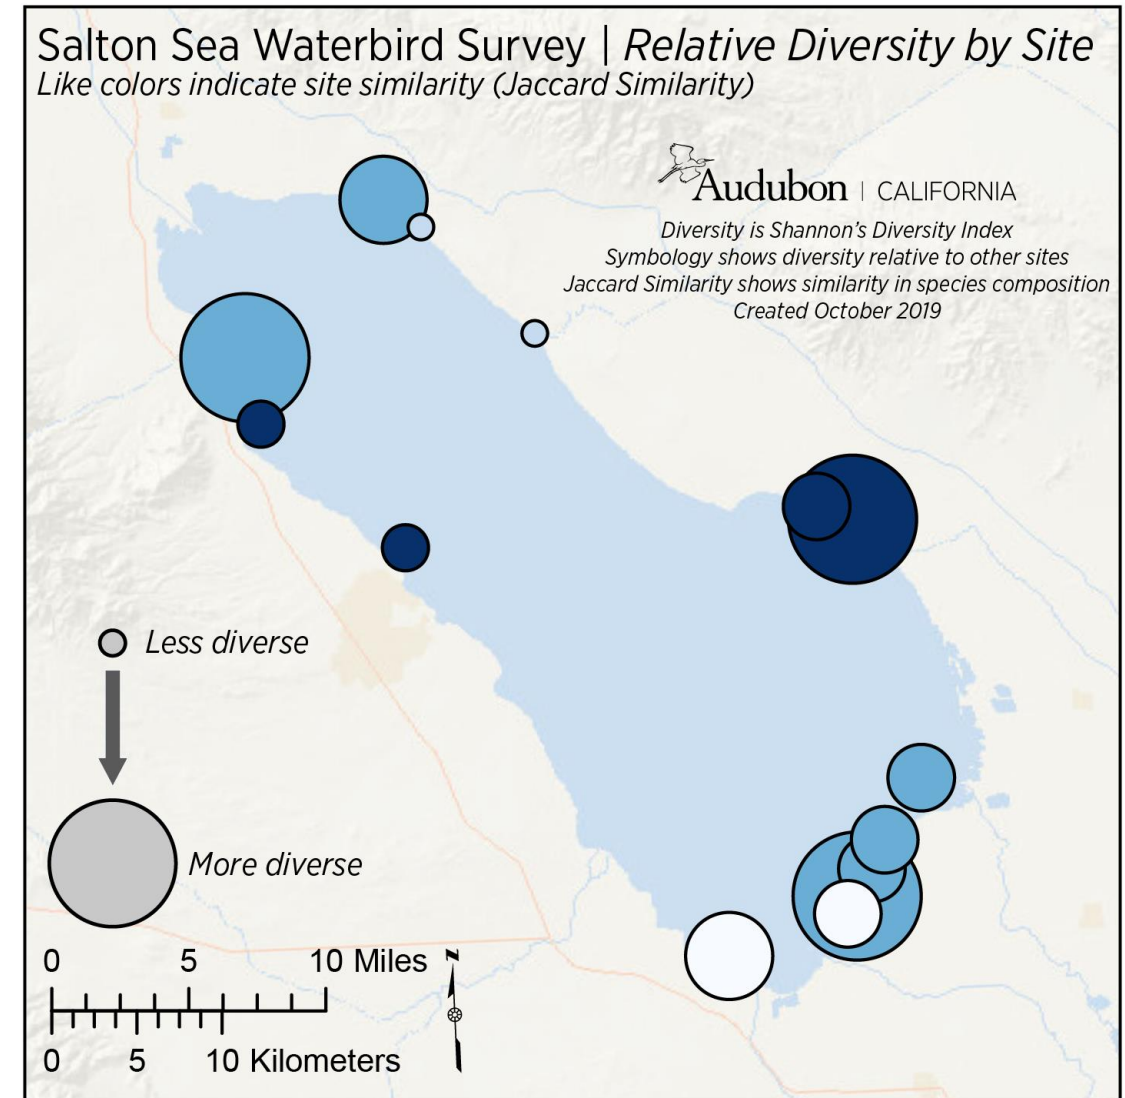 Salton Sea Waterbird Survey | Relative Diversity by Site
Like colors indicate site similarity (Jaccard Similarity)
Audubon | CALIFORNIA
Diversity is Shannon's Diversity Index
Symbology shows diversity relative to other sites
Jaccard Similarity shows similarity in species composition
Created October 2019
Less diverse
More diverse
0 5 10 Miles
0 5 10 Kilometers
N